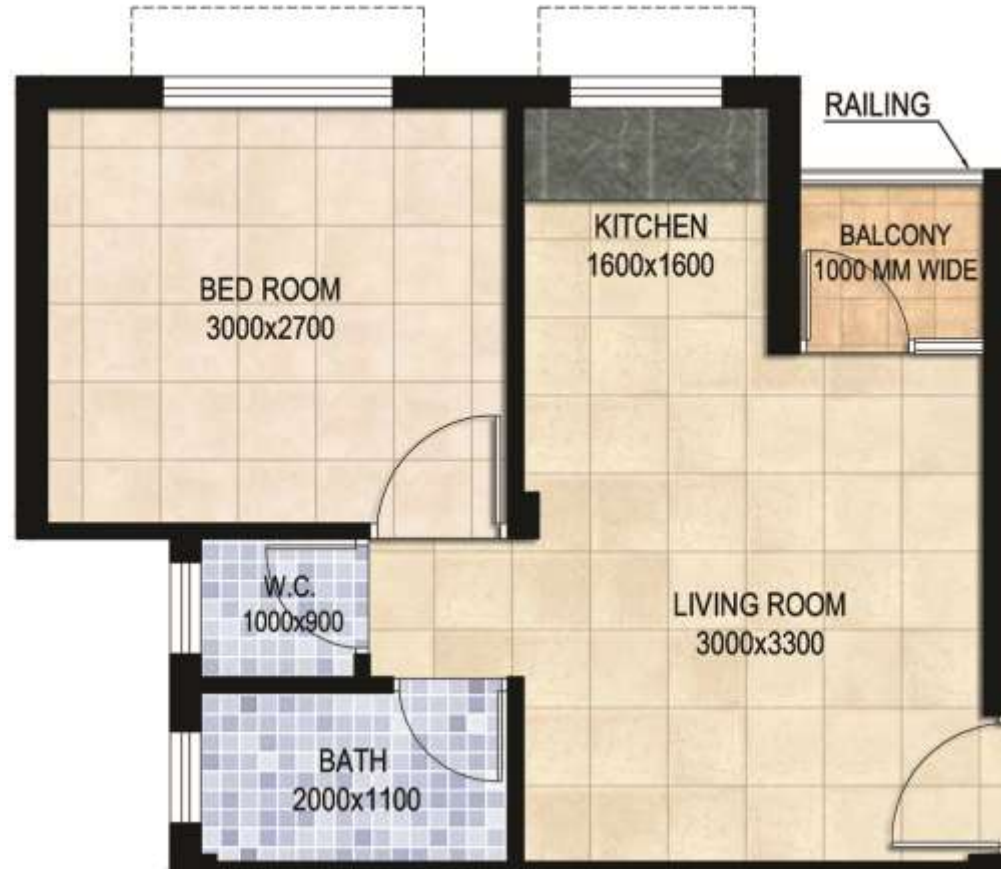 RAILING
KITCHEN
1600x1600
BALCONY
1000 MM WIDE
BED ROOM
3000x2700
W.C.
1000x900
LIVING ROOM
3000x3300
BATH
2000x1100